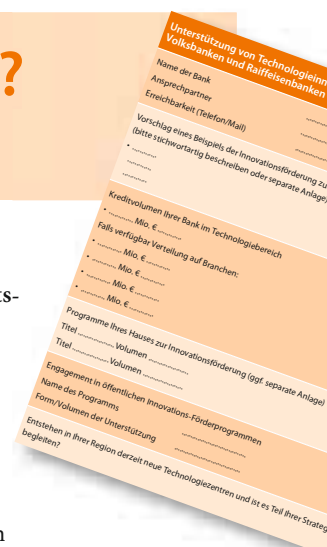 ?
Unterstützung von Technologieinn
Volksbanken und Raiffeisenbanken
Name der Bank
Ansprechpartner ............
Erreichbarkeit (Telefon/Mail) ............
Vorschlag eines Beispiels der Innovationsförderung zu
(bitte stichwortartig beschreiben oder separate Anlage)
• ............
............
............
Kreditvolumen Ihrer Bank im Technologiebereich
• ............ Mio. € ............
Falls verfügbar Verteilung auf Branchen:
• ............ Mio. € ............
• ............ Mio. € ............
• ............ Mio. € ............
• ............ Mio. € ............
ts-
Programme Ihres Hauses zur Innovationsförderung (ggf. separate Anlage)
Titel ............ Volumen ............
Titel ............ Volumen ............
Engagement in öffentlichen Innovations-Förderprogrammen
Name des Programms ............
Form/Volumen der Unterstützung ............
Entstehen in Ihrer Region derzeit neue Technologiezentren und ist es Teil Ihrer Strateg
begleiten?
n